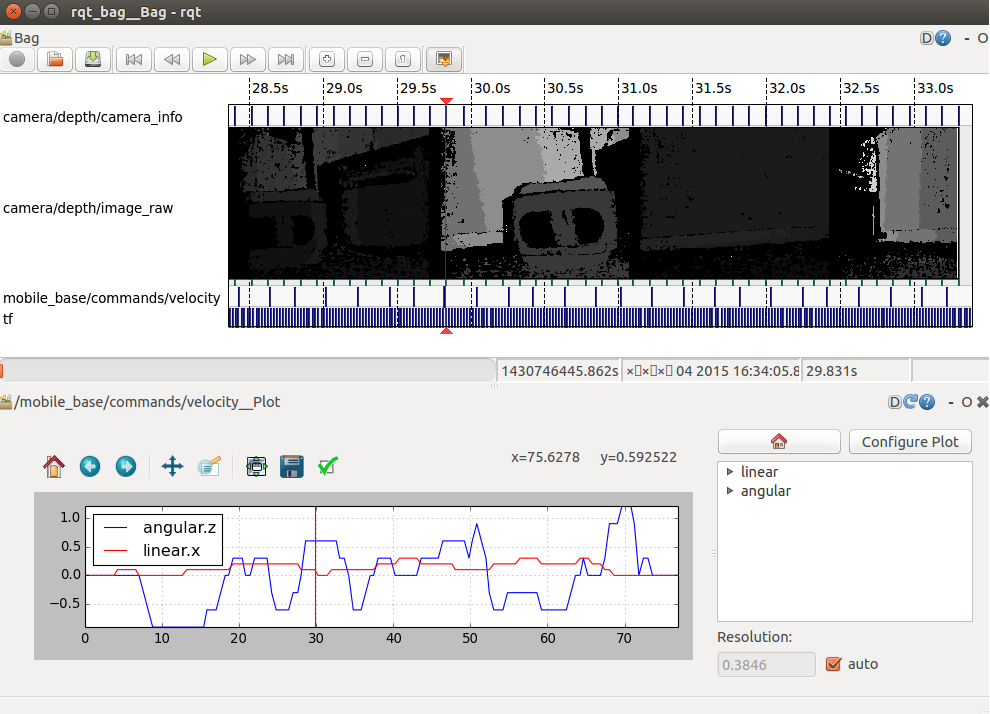 rqt_bag__Bag - rqt
Bag
D ? - O
28.5s 29.0s 29.5s 30.0s 30.5s 31.0s 31.5s 32.0s 32.5s 33.0s
camera/depth/camera_info
camera/depth/image_raw
mobile_base/commands/velocity
tf
1430746445.862s 04 2015 16:34:05.8 29.831s
/mobile_base/commands/velocity__Plot
D ? - O
x=75.6278 y=0.592522
Configure Plot
linear
angular
1.0
0.5
0.0
−0.5
angular.z
linear.x
0 10 20 30 40 50 60 70
Resolution:
0.3846
auto